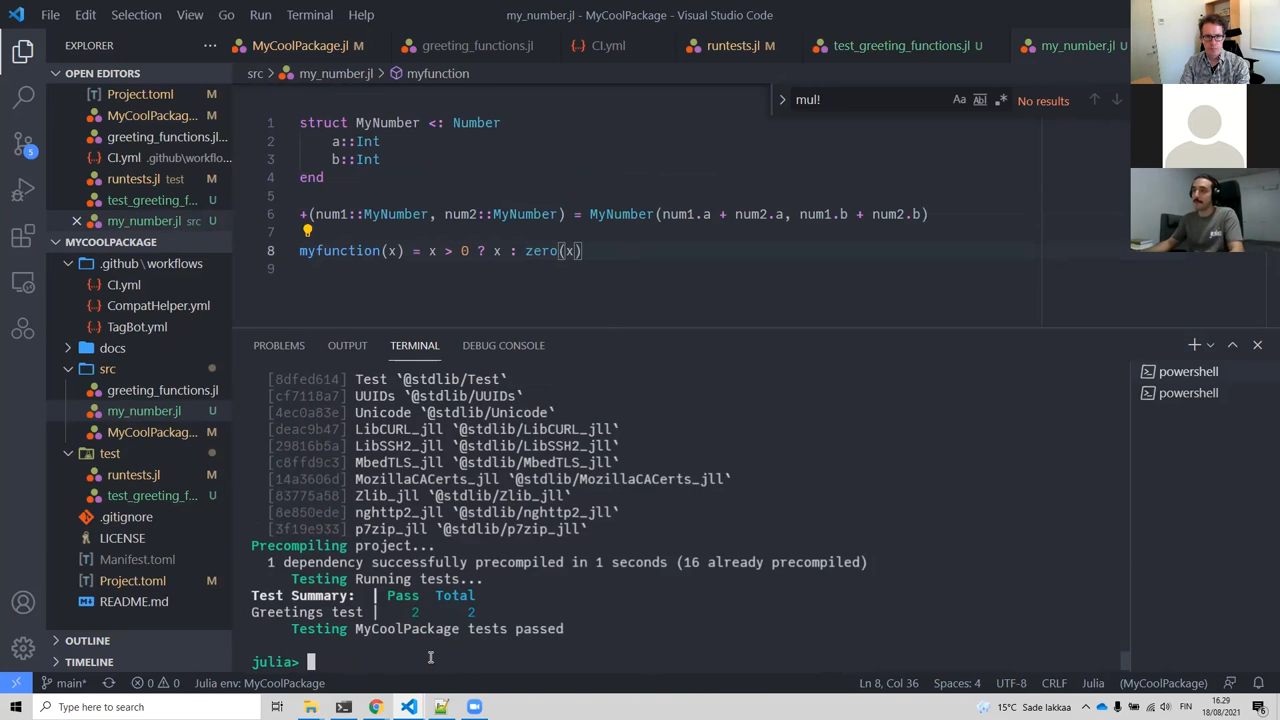 File Edit Selection View Go Run Terminal Help my_number.jl - MyCoolPackage - Visual Studio Code
EXPLORER ···
MyCoolPackage.jl M greeting_functions.jl CI.yml runtests.jl M test_greeting_functions.jl U my_number.jl U
OPEN EDITORS
src > my_number.jl > myfunction
Project.toml M
MyCoolPackag... M
greeting_functions.j...
CI.yml .github\workflo...
runtests.jl test M
test_greeting_f... U
my_number.jl src U
mul! Aa Abl .* No results
1 struct MyNumber <: Number
2 a::Int
3 b::Int
4 end
5
6 +(num1::MyNumber, num2::MyNumber) = MyNumber(num1.a + num2.a, num1.b + num2.b)
7
8 myfunction(x) = x > 0 ? x : zero(x)
9
MYCOOLPACKAGE
.github\workflows
CI.yml
CompatHelper.yml
TagBot.yml
docs
src
greeting_functions.jl
my_number.jl U
MyCoolPackag... M
test
runtests.jl M
test_greeting_f... U
.gitignore
LICENSE
Manifest.toml
Project.toml M
README.md
OUTLINE
TIMELINE
5
PROBLEMS OUTPUT TERMINAL DEBUG CONSOLE
powershell
powershell
[8dfed614] Test `@stdlib/Test`
[cf7118a7] UUIDs `@stdlib/UUIDs`
[4ec0a83e] Unicode `@stdlib/Unicode`
[deac9b47] LibCURL_jll `@stdlib/LibCURL_jll`
[29816b5a] LibSSH2_jll `@stdlib/LibSSH2_jll`
[c8ffd9c3] MbedTLS_jll `@stdlib/MbedTLS_jll`
[14a3606d] MozillaCACerts_jll `@stdlib/MozillaCACerts_jll`
[83775a58] Zlib_jll `@stdlib/Zlib_jll`
[8e850ede] nghttp2_jll `@stdlib/nghttp2_jll`
[3f19e933] p7zip_jll `@stdlib/p7zip_jll`
Precompiling project...
1 dependency successfully precompiled in 1 seconds (16 already precompiled)
Testing Running tests...
Test Summary: | Pass Total
Greetings test | 2 2
Testing MyCoolPackage tests passed
julia>
main* 0 0 Julia env: MyCoolPackage Ln 8, Col 36 Spaces: 4 UTF-8 CRLF Julia (MyCoolPackage)
Type here to search 15°C Sade lakkaa FIN 16.29
18/08/2021 6